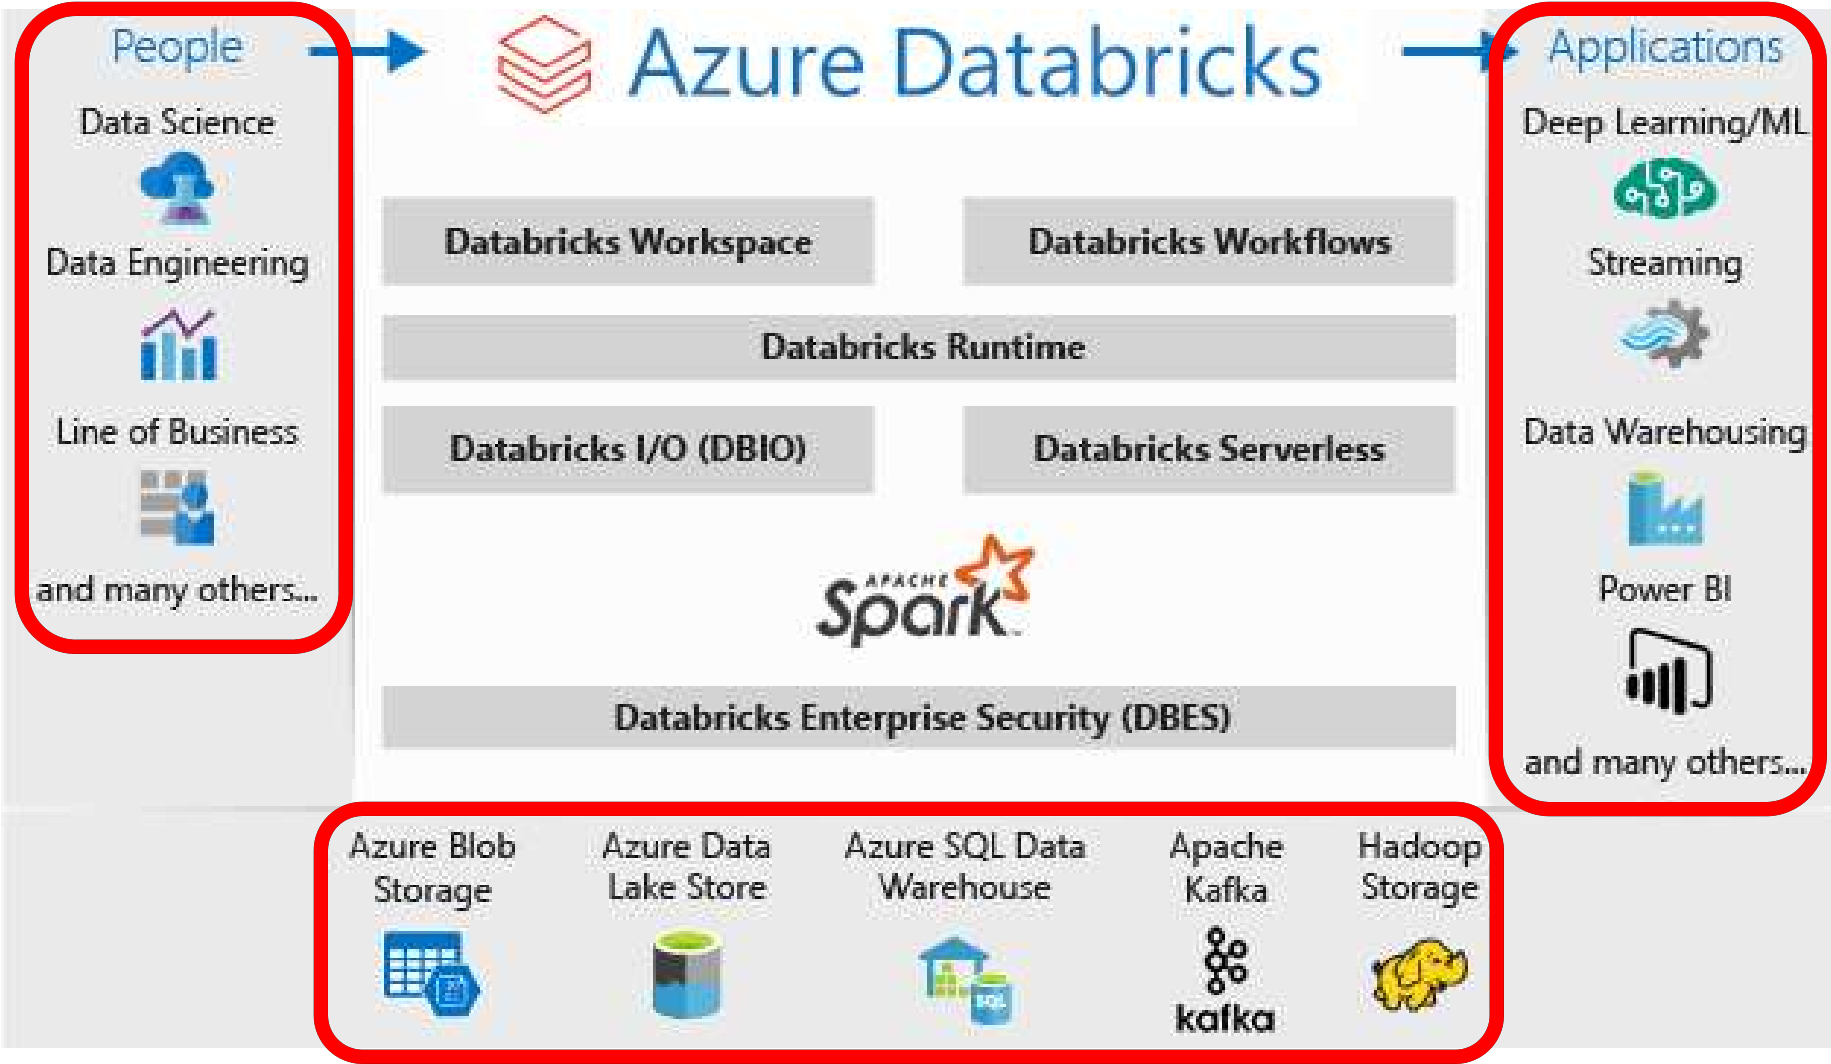 People
Data Science
Data Engineering
Line of Business
and many others...
Azure Databricks
Databricks Workspace
Databricks Workflows
Databricks Runtime
Databricks I/O (DBIO)
Databricks Serverless
APACHE
Spark™
Databricks Enterprise Security (DBES)
Applications
Deep Learning/ML
Streaming
Data Warehousing
Power BI
and many others...
Azure Blob
Storage
Azure Data
Lake Store
Azure SQL Data
Warehouse
SQL
Apache
Kafka
kafka
Hadoop
Storage